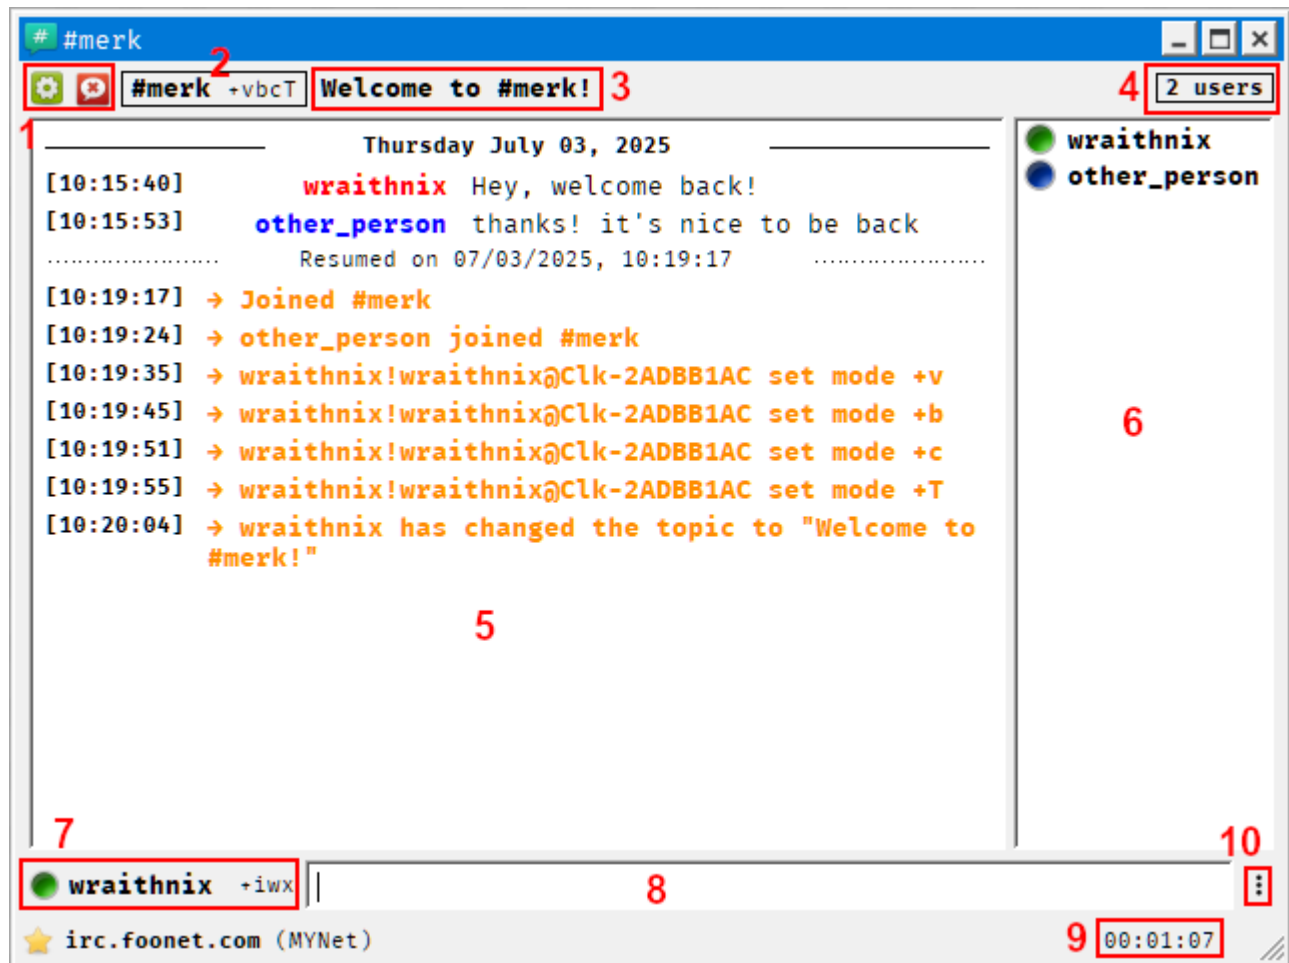 # #merk
2
#merk +vbcT Welcome to #merk! 3 4 2 users
1
Thursday July 03, 2025
wraithnix
[10:15:40] wraithnix Hey, welcome back!
other_person
[10:15:53] other_person thanks! it's nice to be back
Resumed on 07/03/2025, 10:19:17
[10:19:17] → Joined #merk
[10:19:24] → other_person joined #merk
[10:19:35] → wraithnix!wraithnix@Clk-2ADBB1AC set mode +v
[10:19:45] → wraithnix!wraithnix@Clk-2ADBB1AC set mode +b
6
[10:19:51] → wraithnix!wraithnix@Clk-2ADBB1AC set mode +c
[10:19:55] → wraithnix!wraithnix@Clk-2ADBB1AC set mode +T
[10:20:04] → wraithnix has changed the topic to "Welcome to
#merk!"
5
7
10
wraithnix +iwx 8
irc.foonet.com (MYNet) 9 00:01:07